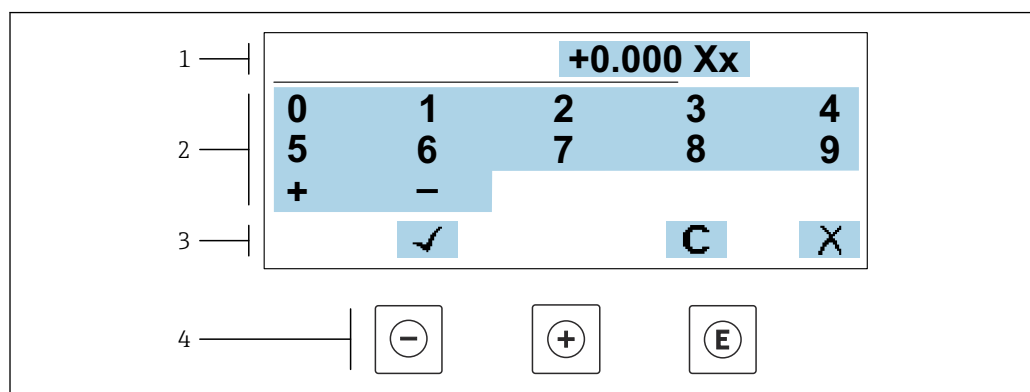 1 +0.000 Xx
0 1 2 3 4
2 5 6 7 8 9
+ −
3 ✓ C X
4 − + E